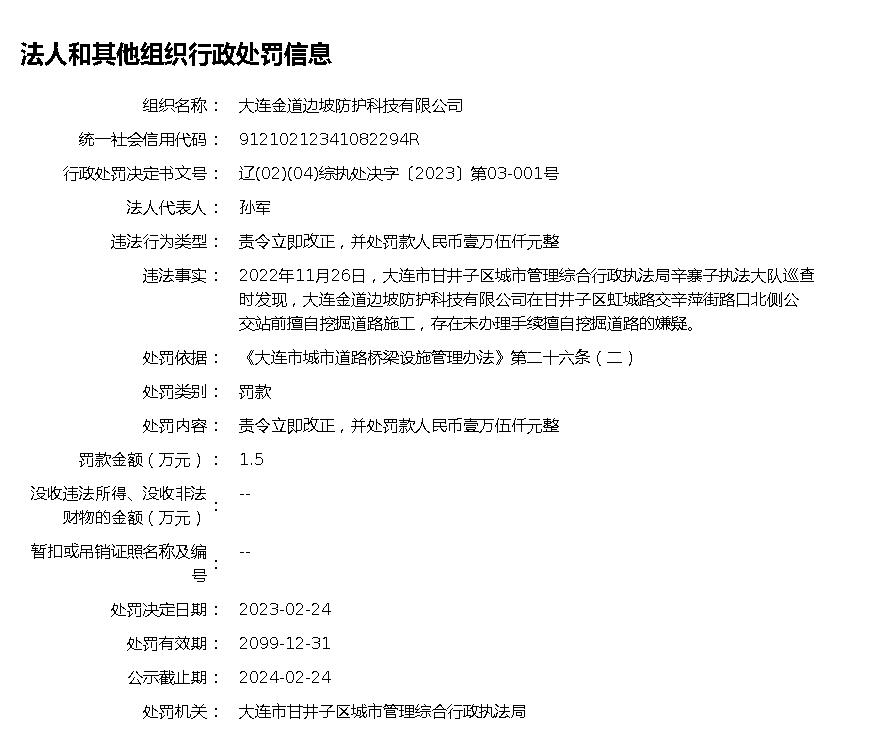 法人和其他组织行政处罚信息
组织名称： 大连金道边坡防护科技有限公司
统一社会信用代码： 91210212341082294R
行政处罚决定书文号： 辽(02)(04)综执处决字〔2023〕第03-001号
法人代表人： 孙军
违法行为类型： 责令立即改正，并处罚款人民币壹万伍仟元整
违法事实： 2022年11月26日，大连市甘井子区城市管理综合行政执法局辛寨子执法大队巡查
时发现，大连金道边坡防护科技有限公司在甘井子区虹城路交辛萍街路口北侧公
交站前擅自挖掘道路施工，存在未办理手续擅自挖掘道路的嫌疑。
处罚依据： 《大连市城市道路桥梁设施管理办法》第二十六条（二）
处罚类别： 罚款
处罚内容： 责令立即改正，并处罚款人民币壹万伍仟元整
罚款金额（万元）： 1.5
没收违法所得、没收非法
财物的金额（万元）： --
暂扣或吊销证照名称及编
号： --
处罚决定日期： 2023-02-24
处罚有效期： 2099-12-31
公示截止期： 2024-02-24
处罚机关： 大连市甘井子区城市管理综合行政执法局